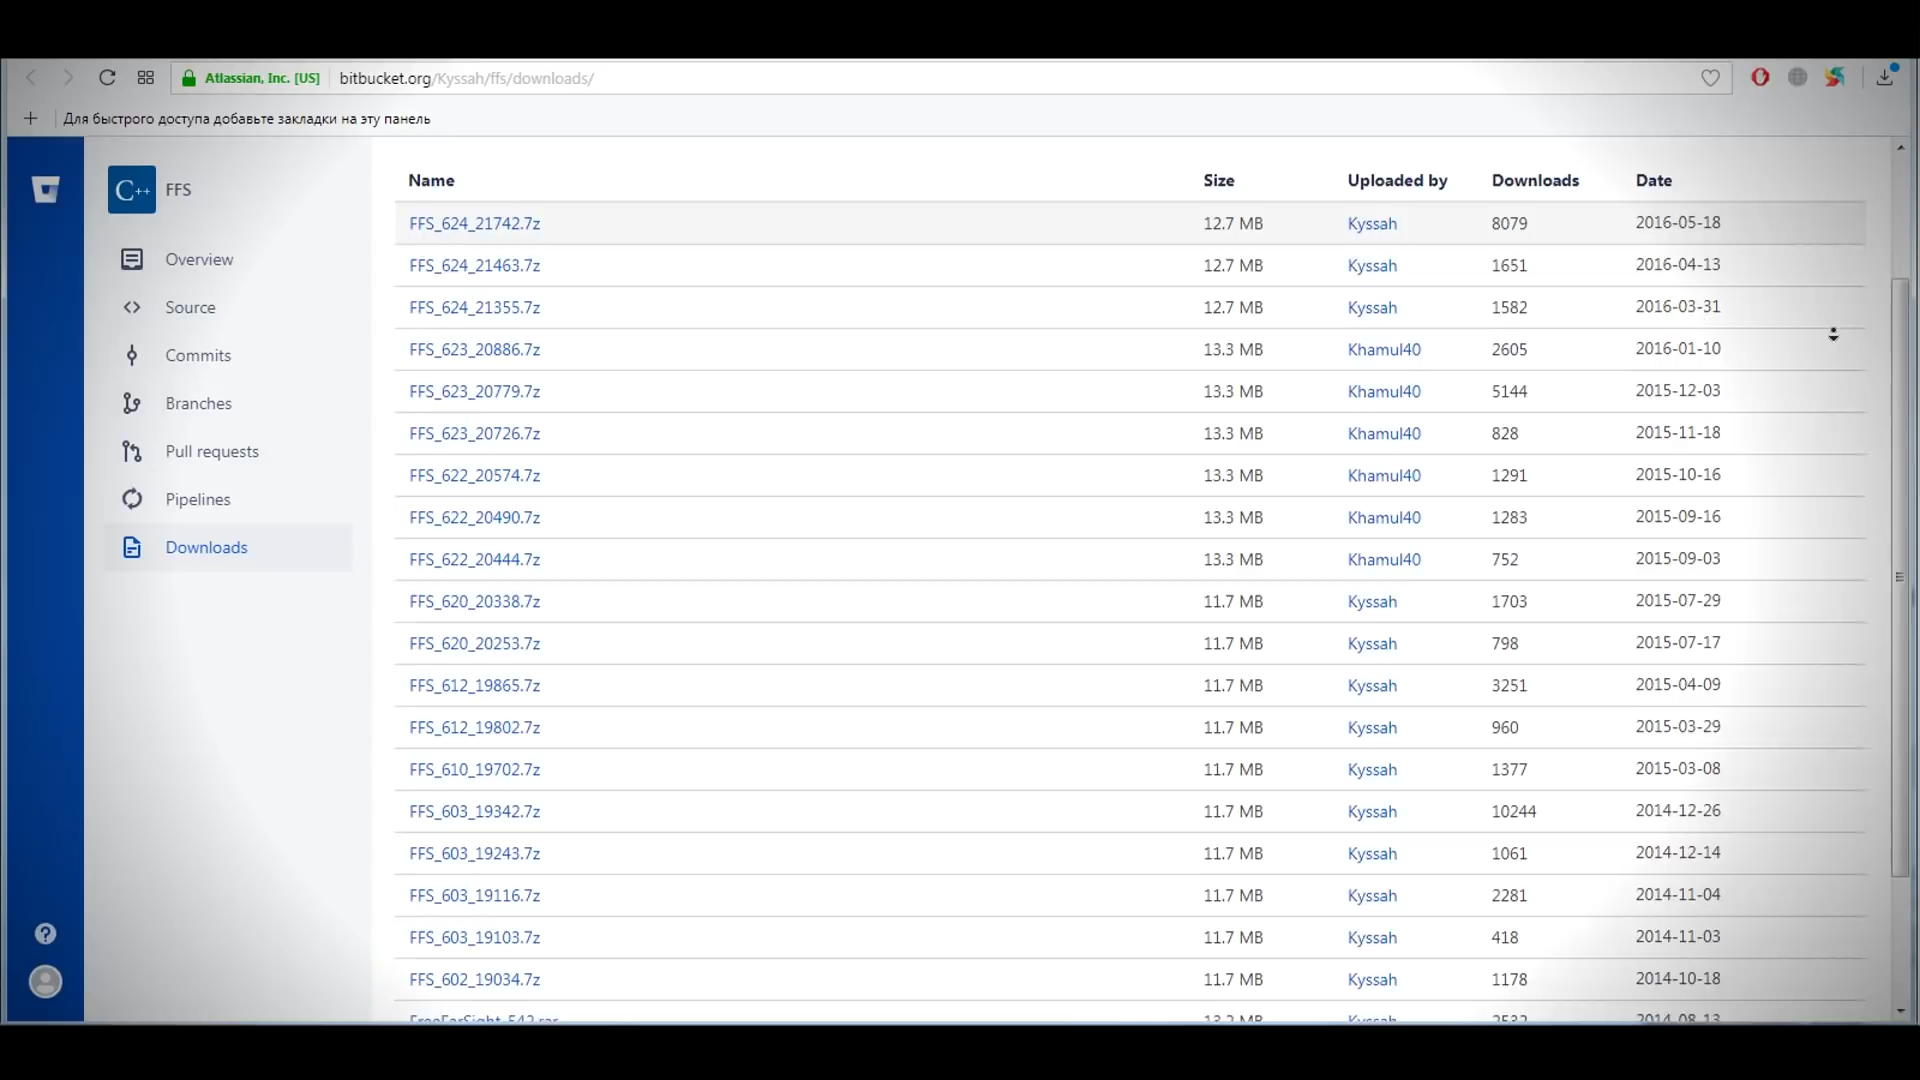 Atlassian, Inc. [US] bitbucket.org/Kyssah/ffs/downloads/
Для быстрого доступа добавьте закладки на эту панель
C++ FFS
Overview
Source
Commits
Branches
Pull requests
Pipelines
Downloads
Name Size Uploaded by Downloads Date
FFS_624_21742.7z 12.7 MB Kyssah 8079 2016-05-18
FFS_624_21463.7z 12.7 MB Kyssah 1651 2016-04-13
FFS_624_21355.7z 12.7 MB Kyssah 1582 2016-03-31
FFS_623_20886.7z 13.3 MB Khamul40 2605 2016-01-10
FFS_623_20779.7z 13.3 MB Khamul40 5144 2015-12-03
FFS_623_20726.7z 13.3 MB Khamul40 828 2015-11-18
FFS_622_20574.7z 13.3 MB Khamul40 1291 2015-10-16
FFS_622_20490.7z 13.3 MB Khamul40 1283 2015-09-16
FFS_622_20444.7z 13.3 MB Khamul40 752 2015-09-03
FFS_620_20338.7z 11.7 MB Kyssah 1703 2015-07-29
FFS_620_20253.7z 11.7 MB Kyssah 798 2015-07-17
FFS_612_19865.7z 11.7 MB Kyssah 3251 2015-04-09
FFS_612_19802.7z 11.7 MB Kyssah 960 2015-03-29
FFS_610_19702.7z 11.7 MB Kyssah 1377 2015-03-08
FFS_603_19342.7z 11.7 MB Kyssah 10244 2014-12-26
FFS_603_19243.7z 11.7 MB Kyssah 1061 2014-12-14
FFS_603_19116.7z 11.7 MB Kyssah 2281 2014-11-04
FFS_603_19103.7z 11.7 MB Kyssah 418 2014-11-03
FFS_602_19034.7z 11.7 MB Kyssah 1178 2014-10-18